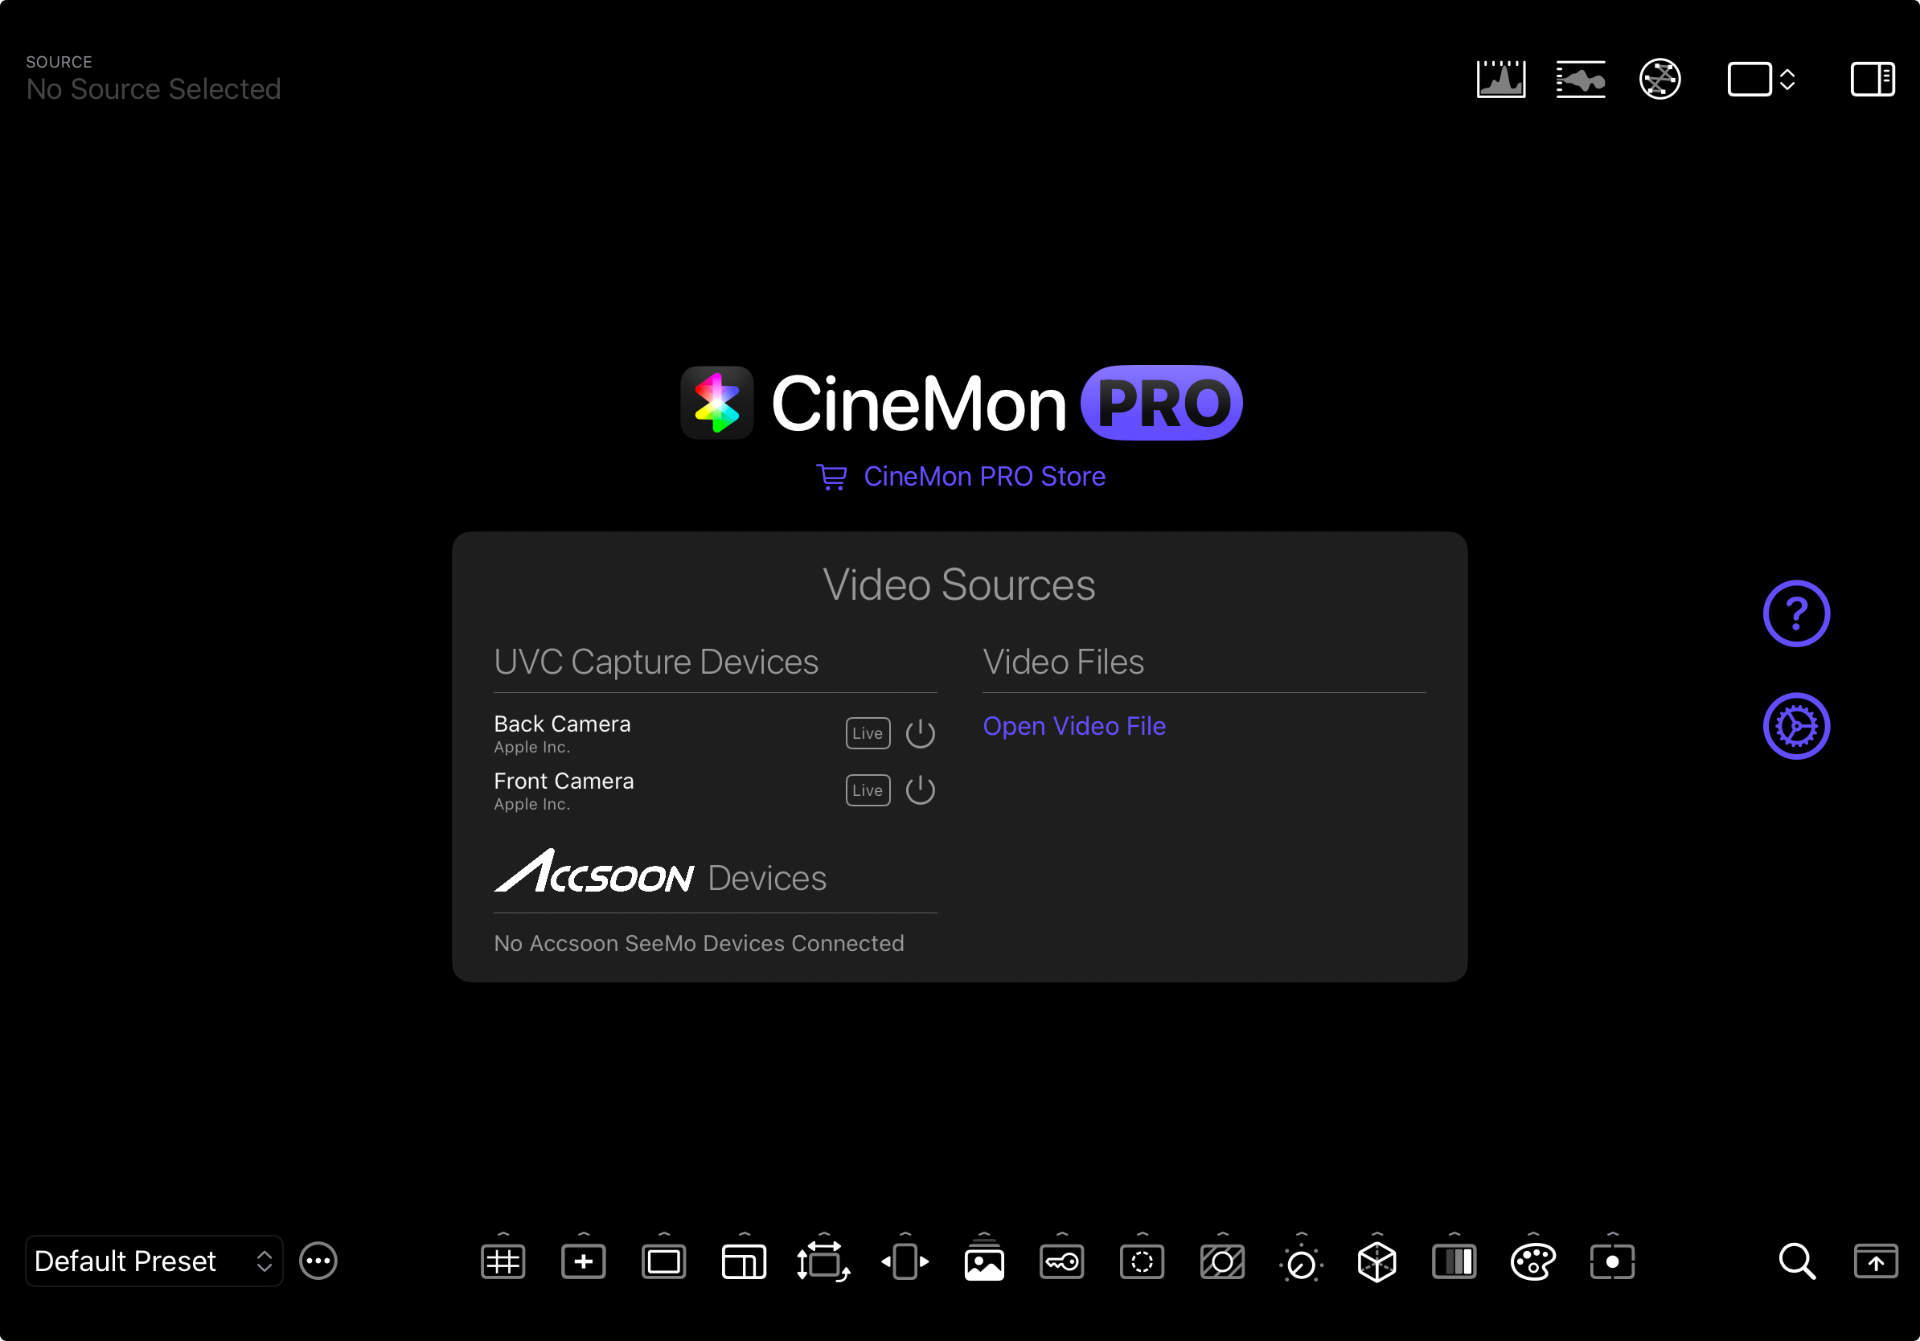 SOURCE
No Source Selected
CineMon PRO
CineMon PRO Store
Video Sources
UVC Capture Devices
Back Camera
Apple Inc.
Live
Front Camera
Apple Inc.
Live
ACCSOON Devices
No Accsoon SeeMo Devices Connected
Video Files
Open Video File
?
Default Preset